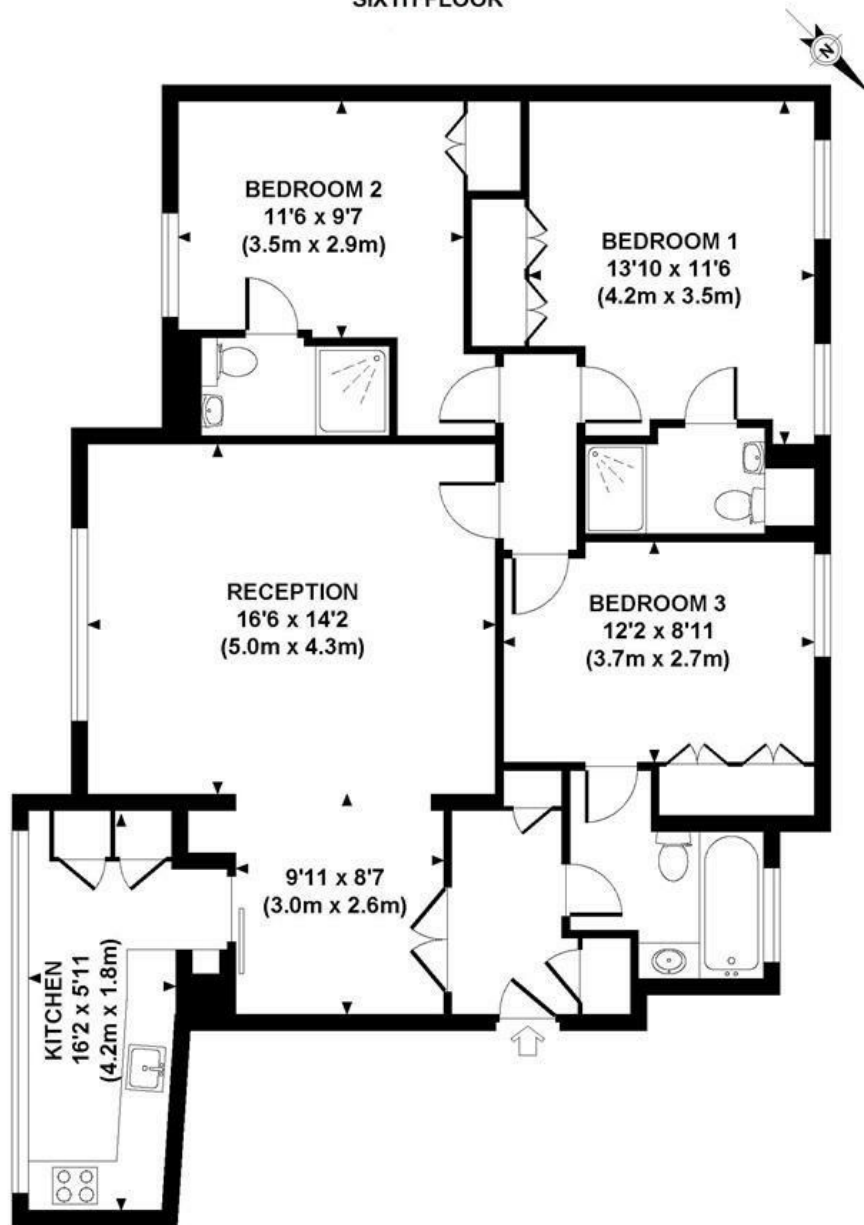 SIXTH FLOOR
N
BEDROOM 2
11'6 x 9'7
(3.5m x 2.9m)
BEDROOM 1
13'10 x 11'6
(4.2m x 3.5m)
RECEPTION
16'6 x 14'2
(5.0m x 4.3m)
BEDROOM 3
12'2 x 8'11
(3.7m x 2.7m)
9'11 x 8'7
(3.0m x 2.6m)
KITCHEN
16'2 x 5'11
(4.2m x 1.8m)